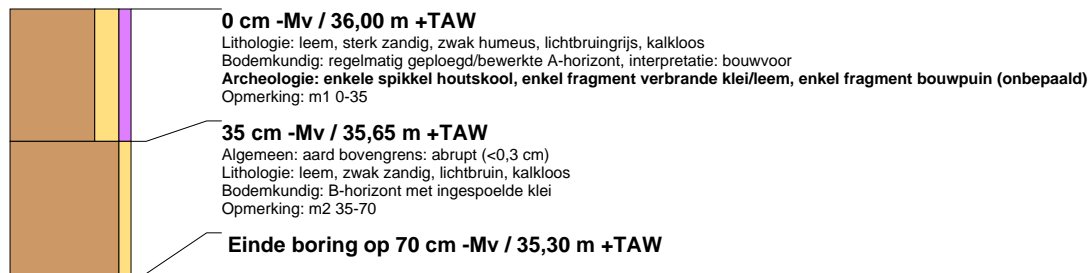 0 cm -Mv / 36,00 m +TAW
Lithologie: leem, sterk zandig, zwak humeus, lichtbruingrijs, kalkloos
Bodemkundig: regelmatig geploegd/bewerkte A-horizont, interpretatie: bouwvoor
Archeologie: enkele spikkel houtskool, enkel fragment verbrande klei/leem, enkel fragment bouwpuin (onbepaald)
Opmerking: m1 0-35
35 cm -Mv / 35,65 m +TAW
Algemeen: aard bovengrens: abrupt (<0,3 cm)
Lithologie: leem, zwak zandig, lichtbruin, kalkloos
Bodemkundig: B-horizont met ingespoelde klei
Opmerking: m2 35-70
Einde boring op 70 cm -Mv / 35,30 m +TAW